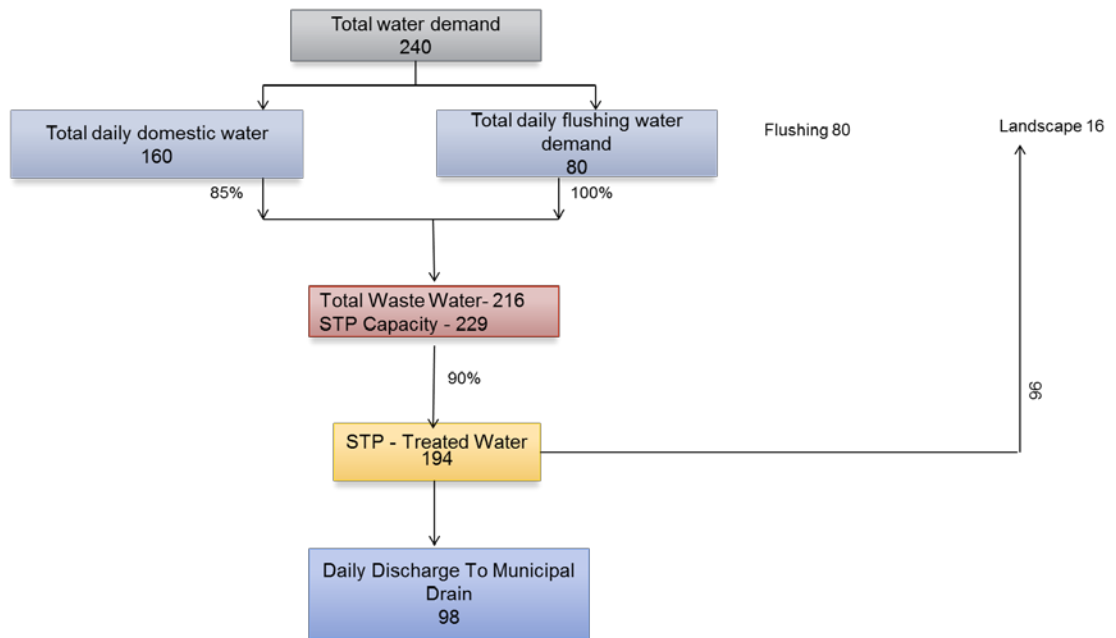 Total water demand
240
Total daily domestic water
160
Total daily flushing water
demand
80
Flushing 80
Landscape 16
85%
100%
Total Waste Water- 216
STP Capacity - 229
90%
96
STP - Treated Water
194
Daily Discharge To Municipal
Drain
98